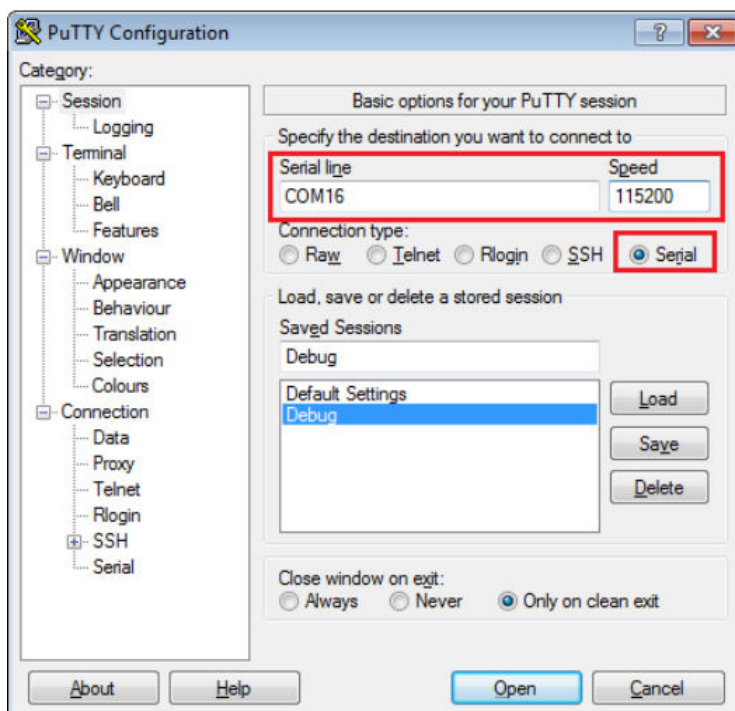 PuTTY Configuration
Category:
Session
Logging
Terminal
Keyboard
Bell
Features
Window
Appearance
Behaviour
Translation
Selection
Colours
Connection
Data
Proxy
Telnet
Rlogin
SSH
Serial
Basic options for your PuTTY session
Specify the destination you want to connect to
Serial line Speed
COM16 115200
Connection type:
Raw Telnet Rlogin SSH Serial
Load, save or delete a stored session
Saved Sessions
Debug
Default Settings
Debug
Load
Save
Delete
Close window on exit:
Always Never Only on clean exit
About Help Open Cancel